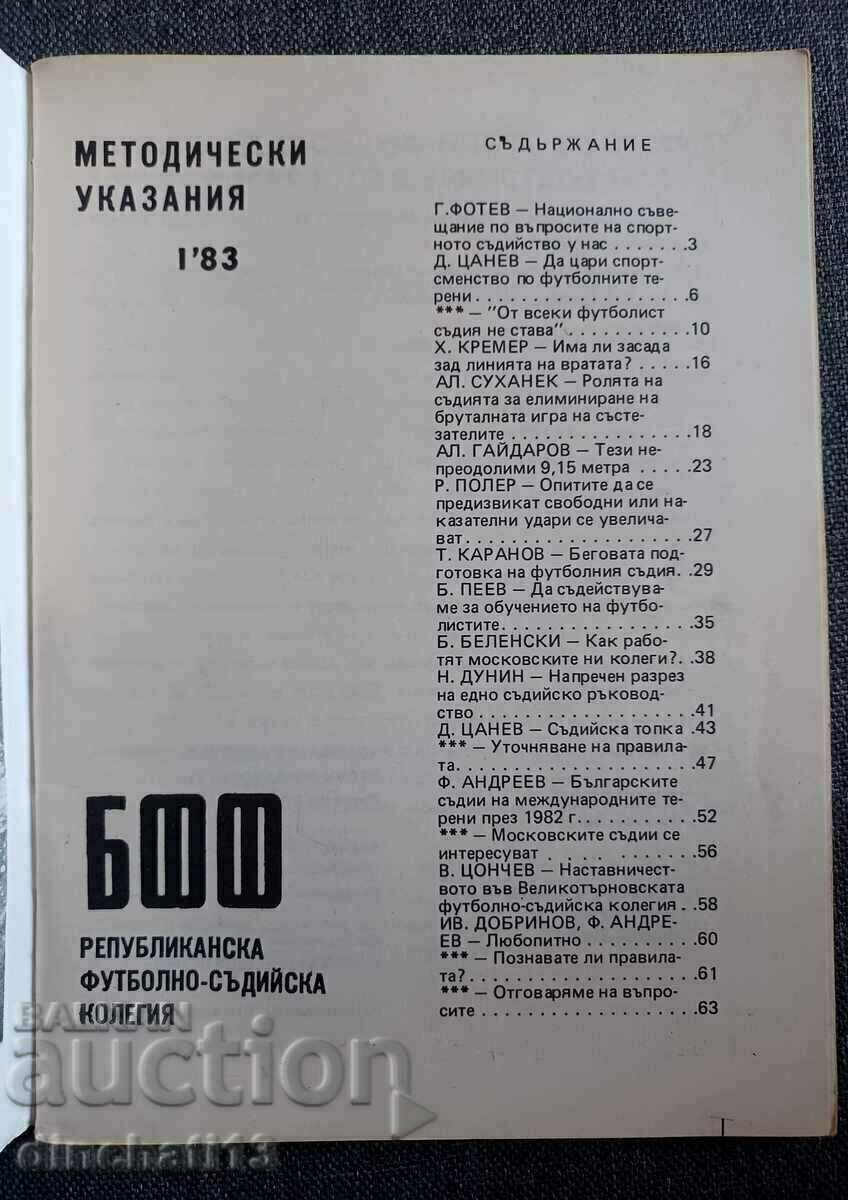 МЕТОДИЧЕСКИ
УКАЗАНИЯ
1'83
СЪДЪРЖАНИЕ
Г.ФОТЕВ – Национално съве-
щание по въпросите на спорт-
ното съдийство у нас . . . . . . .3
Д. ЦАНЕВ – Да цари спорт-
сменство по футболните те-
рени . . . . . . . . . . . . . . . . . . . .6
*** – "От всеки футболист
съдия не става" . . . . . . . . . . .10
Х. КРЕМЕР – Има ли засада
зад линията на вратата? . . . . .16
АЛ. СУХАНЕК – Ролята на
съдията за елиминиране на
бруталната игра на състе-
зателите . . . . . . . . . . . . . . . .18
АЛ. ГАЙДАРОВ – Тези не-
преодолими 9,15 метра . . . . .23
Р. ПОЛЕР – Опитите да се
предизвикат свободни или на-
казателни удари се увелича-
ват. . . . . . . . . . . . . . . . . . . .27
Т. КАРАНОВ – Беговата под-
готовка на футболния съдия. .29
Б. ПЕЕВ – Да съдействува-
ме за обучението на футбо-
листите. . . . . . . . . . . . . . . . .35
Б. БЕЛЕНСКИ – Как рабо-
тят московските ни колеги?. .38
Н. ДУНИН – Напречен разрез
на едно съдийско ръковод-
ство . . . . . . . . . . . . . . . . . . .41
Д. ЦАНЕВ – Съдийска топка .43
*** – Уточняване на правила-
та. . . . . . . . . . . . . . . . . . . . .47
Ф. АНДРЕЕВ – Българските
съдии на международните те-
рени през 1982 г. . . . . . . . . . .52
*** – Московските съдии се
интересуват . . . . . . . . . . . .56
В. ЦОНЧЕВ – Наставничест-
вото във Великотърновската
футболно-съдийска колегия . .58
ИВ. ДОБРИНОВ, Ф. АНДРЕ-
ЕВ – Любопитно . . . . . . . . . .60
*** – Познавате ли правила-
та?. . . . . . . . . . . . . . . . . . . .61
*** – Отговаряме на въпро-
сите . . . . . . . . . . . . . . . . . . .63
БФФ
РЕПУБЛИКАНСКА
ФУТБОЛНО-СЪДИЙСКА
КОЛЕГИЯ
BALKAN
auction
dinchati13